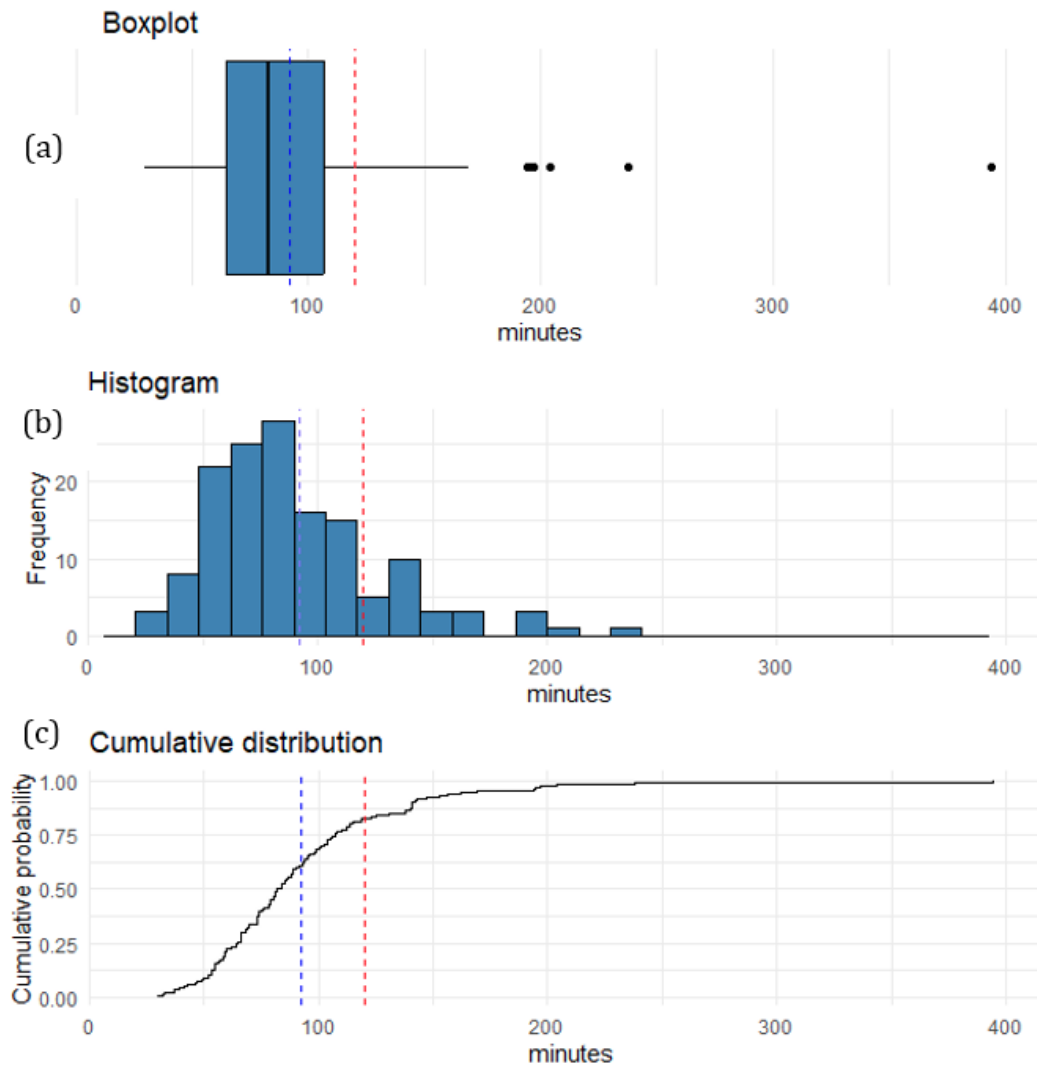 Boxplot
(a)
0 100 200 300 400
minutes
Histogram
(b)
Frequency
20
10
0
0 100 200 300 400
minutes
(c)
Cumulative distribution
Cumulative probability
1.00
0.75
0.50
0.25
0.00
0 100 200 300 400
minutes